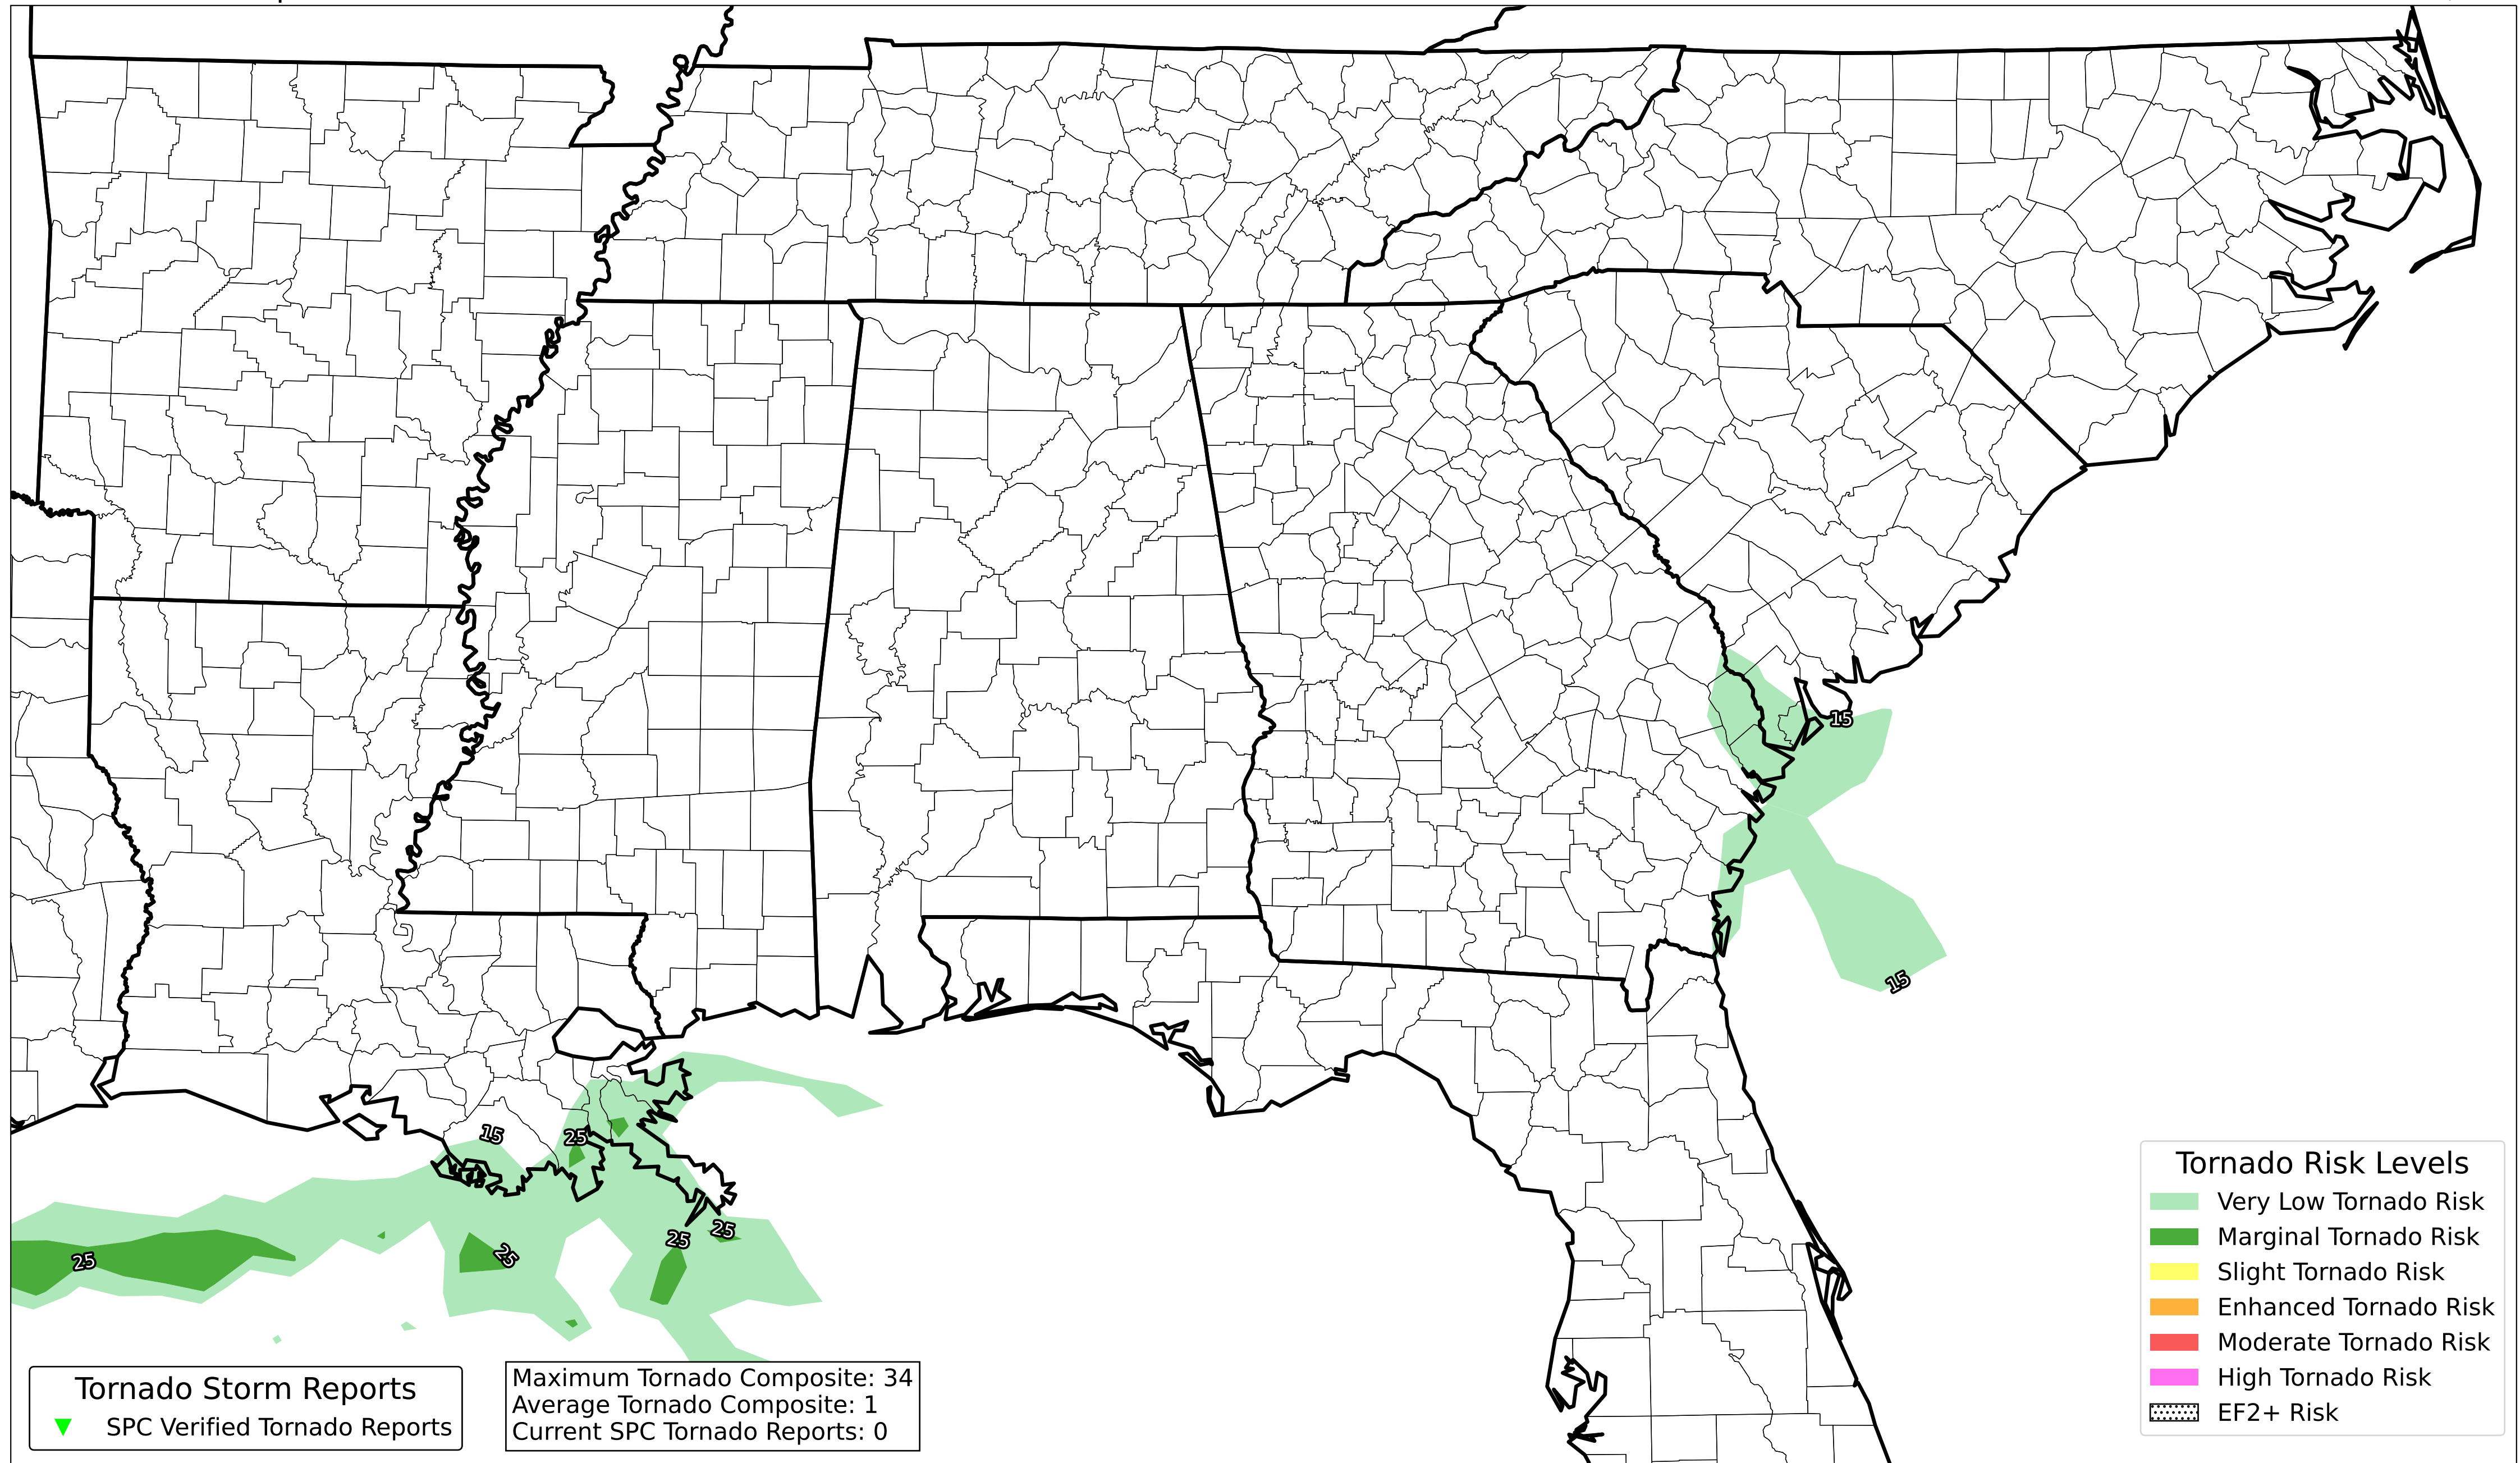 15
15
15
25
25
25
25
25
Tornado Risk Levels
Very Low Tornado Risk
Marginal Tornado Risk
Slight Tornado Risk
Enhanced Tornado Risk
Moderate Tornado Risk
High Tornado Risk
EF2+ Risk
Tornado Storm Reports
SPC Verified Tornado Reports
Maximum Tornado Composite: 34
Average Tornado Composite: 1
Current SPC Tornado Reports: 0